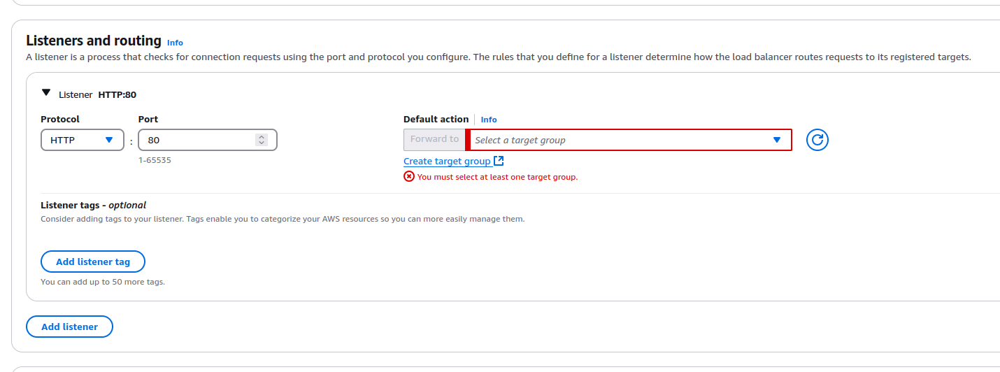 Listeners and routing Info
A listener is a process that checks for connection requests using the port and protocol you configure. The rules that you define for a listener determine how the load balancer routes requests to its registered targets.
Listener HTTP:80
Protocol Port Default action Info
HTTP : 80 Forward to Select a target group
1-65535 Create target group
You must select at least one target group.
Listener tags - optional
Consider adding tags to your listener. Tags enable you to categorize your AWS resources so you can more easily manage them.
Add listener tag
You can add up to 50 more tags.
Add listener